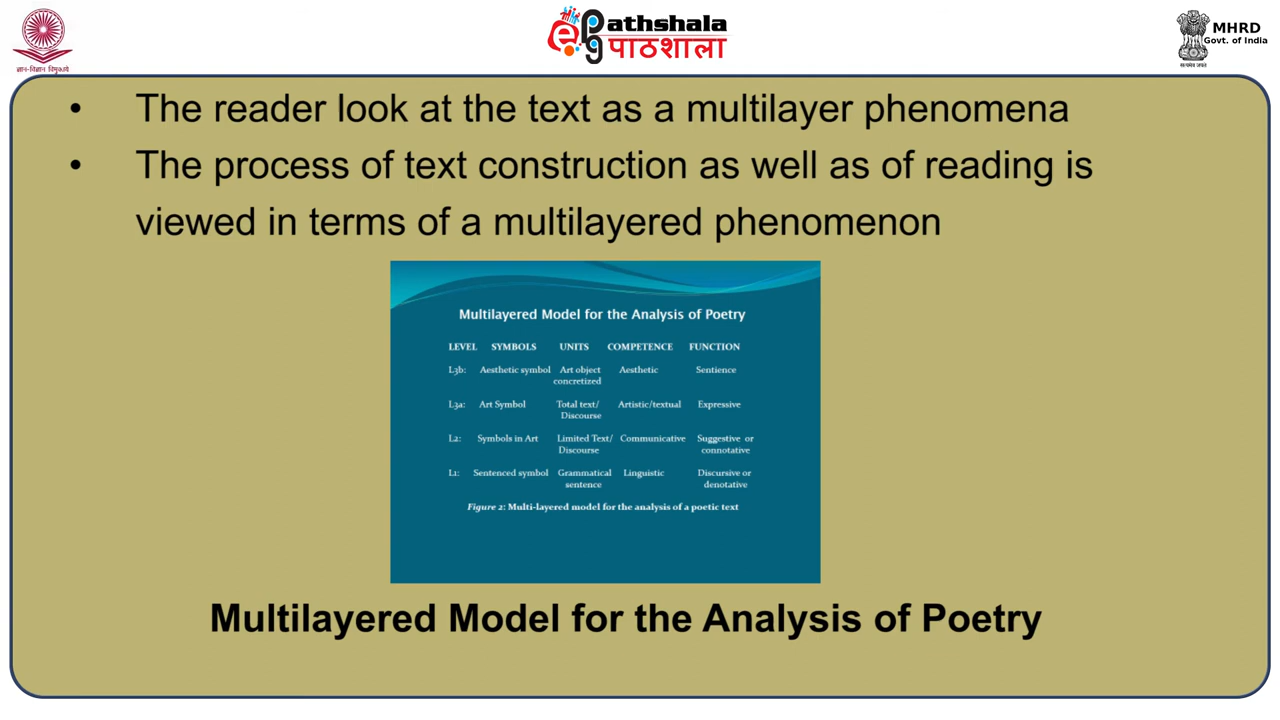 ज्ञान-विज्ञान विमुक्तये
ePG athshala
पाठशाला
MHRD
Govt. of India
सत्यमेव जयते
• The reader look at the text as a multilayer phenomena
• The process of text construction as well as of reading is
viewed in terms of a multilayered phenomenon
Multilayered Model for the Analysis of Poetry
LEVEL SYMBOLS UNITS COMPETENCE FUNCTION
L3b: Aesthetic symbol Art object Aesthetic Sentience
concretized
L3a: Art Symbol Total text/ Artistic/textual Expressive
Discourse
L2: Symbols in Art Limited Text/ Communicative Suggestive or
Discourse connotative
L1: Sentenced symbol Grammatical Linguistic Discursive or
sentence denotative
Figure 2: Multi-layered model for the analysis of a poetic text
Multilayered Model for the Analysis of Poetry